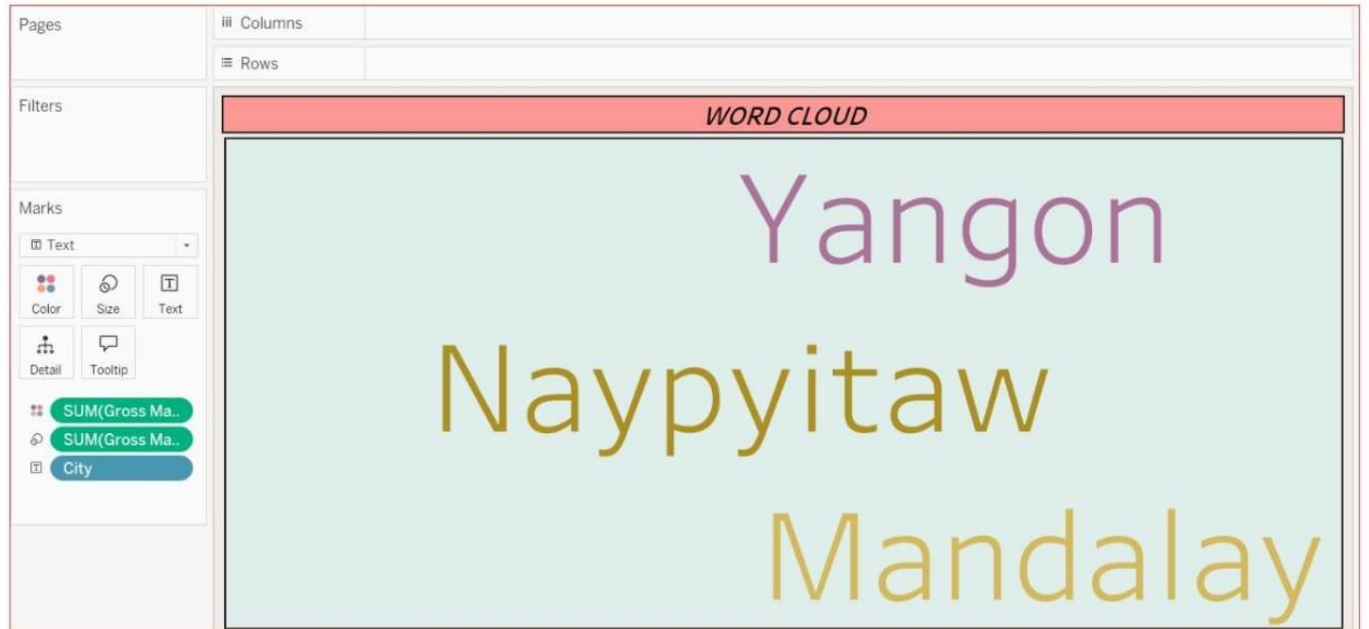 Pages
Columns
Rows
Filters
WORD CLOUD
Marks
Text
Color Size Text
Detail Tooltip
SUM(Gross Ma..
SUM(Gross Ma..
City
Yangon
Naypyitaw
Mandalay